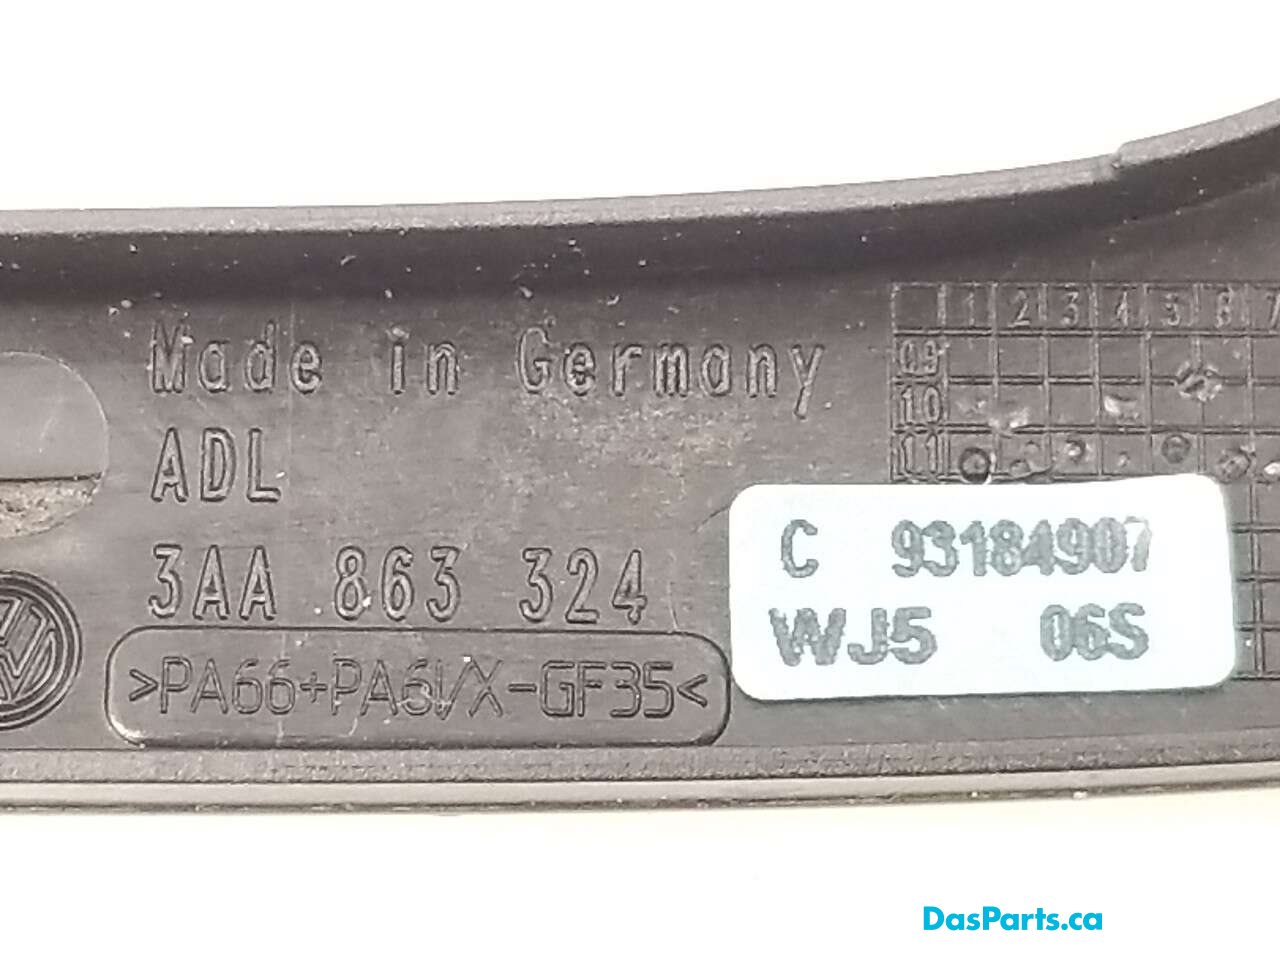 Made in Germany
ADL
3AA 863 324
>PA66+PA6I/X-GF35<
1 2 3 4 5 6 7
09
10
11
C 93184907
WJ5 06S
DasParts.ca